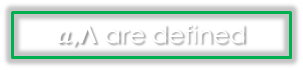 α,Λ are defined